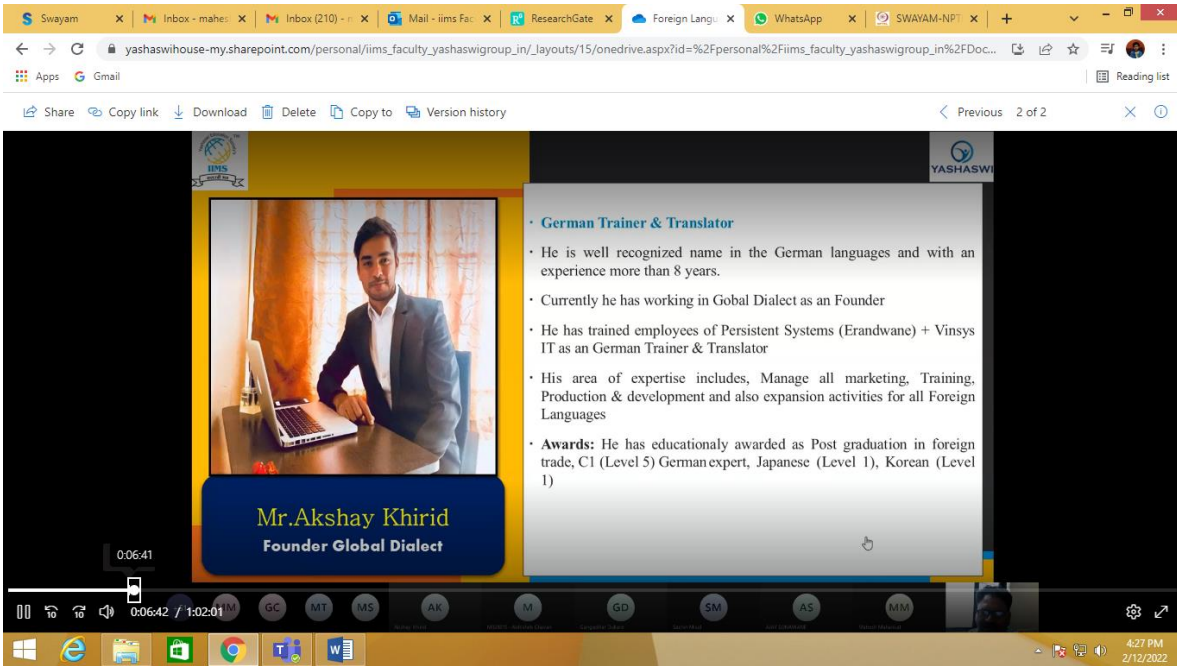 Swayam
Inbox - mahes
Inbox (210) - n
Mail - iims Fac
ResearchGate
Foreign Langu
WhatsApp
SWAYAM-NPT
yashaswihouse-my.sharepoint.com/personal/iims_faculty_yashaswigroup_in/_layouts/15/onedrive.aspx?id=%2Fpersonal%2Fiims_faculty_yashaswigroup_in%2FDoc...
Apps
Gmail
Reading list
Share
Copy link
Download
Delete
Copy to
Version history
Previous
2 of 2
IIMS
YASHASWI
· German Trainer & Translator
· He is well recognized name in the German languages and with an
experience more than 8 years.
· Currently he has working in Gobal Dialect as an Founder
· He has trained employees of Persistent Systems (Erandwane) + Vinsys
IT as an German Trainer & Translator
· His area of expertise includes, Manage all marketing, Training,
Production & development and also expansion activities for all Foreign
Languages
· Awards: He has educationaly awarded as Post graduation in foreign
trade, C1 (Level 5) German expert, Japanese (Level 1), Korean (Level
1)
Mr.Akshay Khirid
Founder Global Dialect
0:06:41
10
10
0:06:42 / 1:02:01
MM
GC
MT
MS
AK
M
GD
SM
AS
MM
4:27 PM
2/12/2022